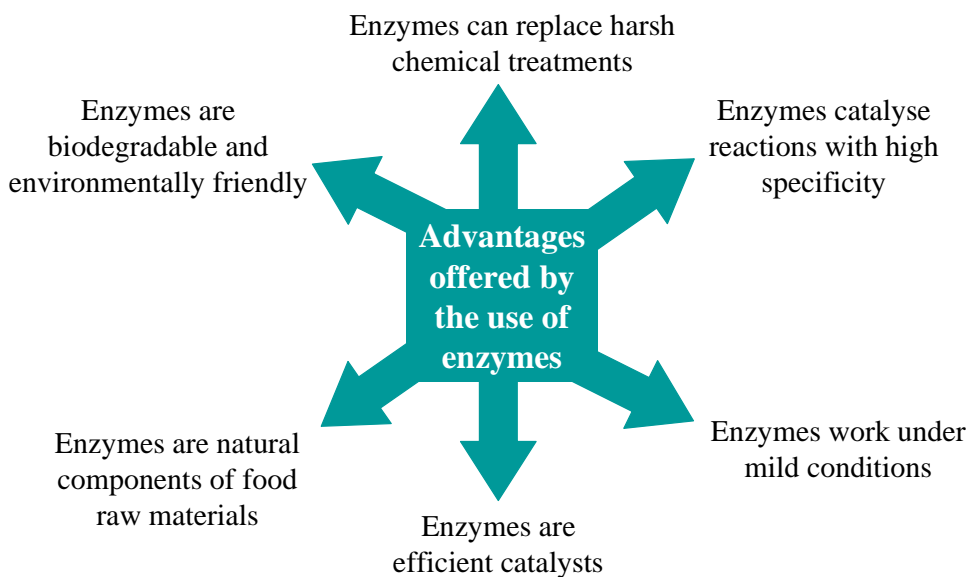 Enzymes can replace harsh
chemical treatments
Enzymes are
biodegradable and
environmentally friendly
Enzymes catalyse
reactions with high
specificity
Advantages
offered by
the use of
enzymes
Enzymes are natural
components of food
raw materials
Enzymes work under
mild conditions
Enzymes are
efficient catalysts